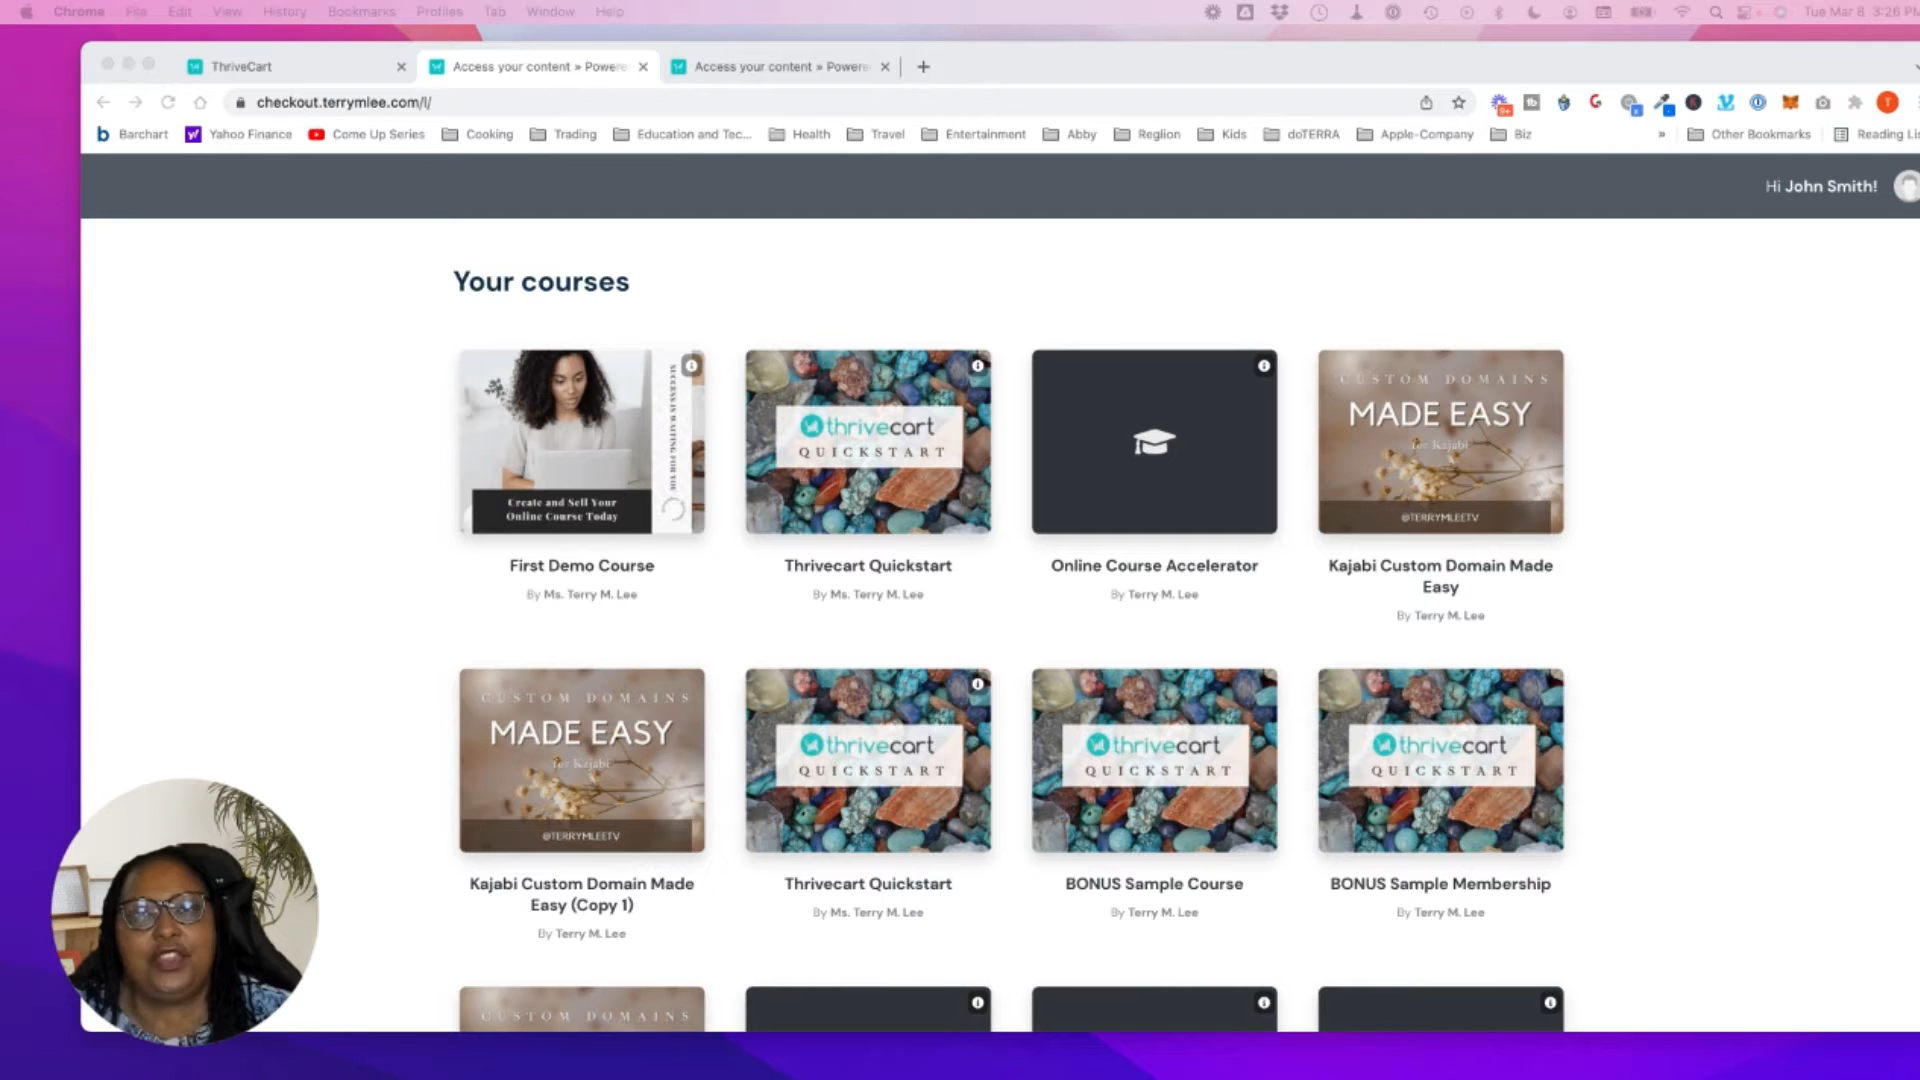 Chrome File Edit View History Bookmarks Profiles Tab Window Help Tue Mar 8 3:26 PM
ThriveCart
Access your content » Powere
Access your content » Powere
checkout.terrymlee.com/l/
Barchart Yahoo Finance Come Up Series Cooking Trading Education and Tec... Health Travel Entertainment Abby Reglion Kids doTERRA Apple-Company Biz » Other Bookmarks Reading Lis
Hi John Smith!
Your courses
SUCCESS IS WAITING FOR YOU
Create and Sell Your
Online Course Today
First Demo Course
By Ms. Terry M. Lee
thrivecart
QUICKSTART
Thrivecart Quickstart
By Ms. Terry M. Lee
Online Course Accelerator
By Terry M. Lee
CUSTOM DOMAINS
MADE EASY
for Kajabi
@TERRYMLEETV
Kajabi Custom Domain Made
Easy
By Terry M. Lee
CUSTOM DOMAINS
MADE EASY
for Kajabi
@TERRYMLEETV
Kajabi Custom Domain Made
Easy (Copy 1)
By Terry M. Lee
thrivecart
QUICKSTART
Thrivecart Quickstart
By Ms. Terry M. Lee
thrivecart
QUICKSTART
BONUS Sample Course
By Terry M. Lee
thrivecart
QUICKSTART
BONUS Sample Membership
By Terry M. Lee
CUSTOM DOMAINS